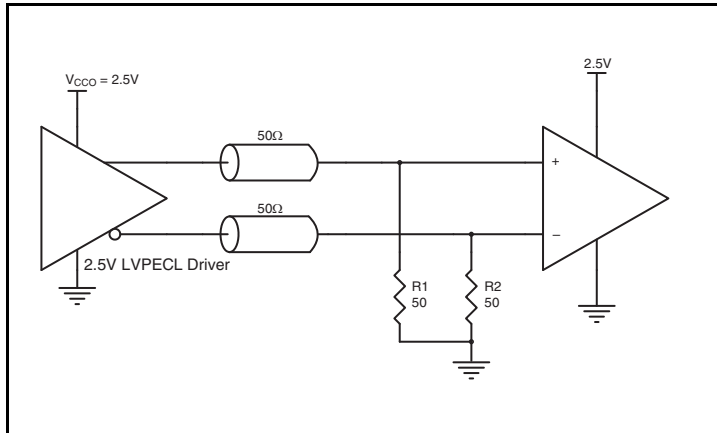 V_CCO = 2.5V
2.5V
50Ω
+
50Ω
−
2.5V LVPECL Driver
R1
50
R2
50